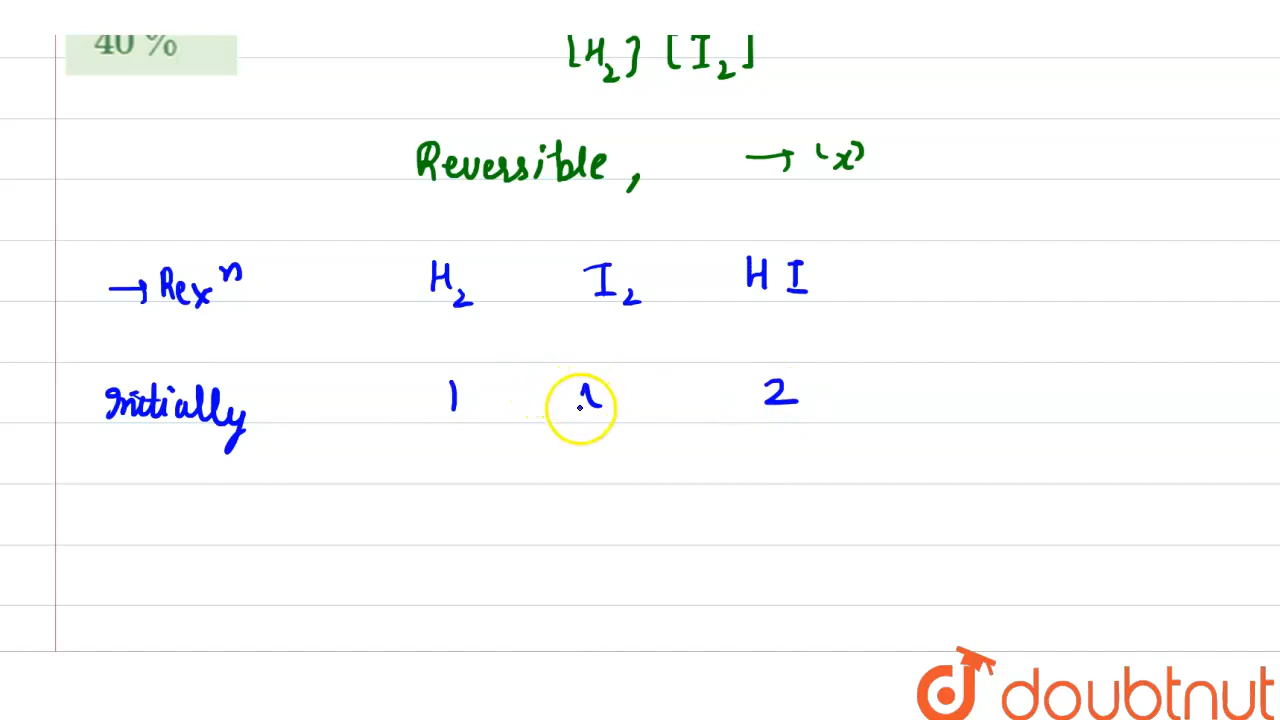 40 %
[H₂] [I₂]
Reversible, → 'x'
→ Rexⁿ H₂ I₂ HI
Initially 1 1 2
doubtnut